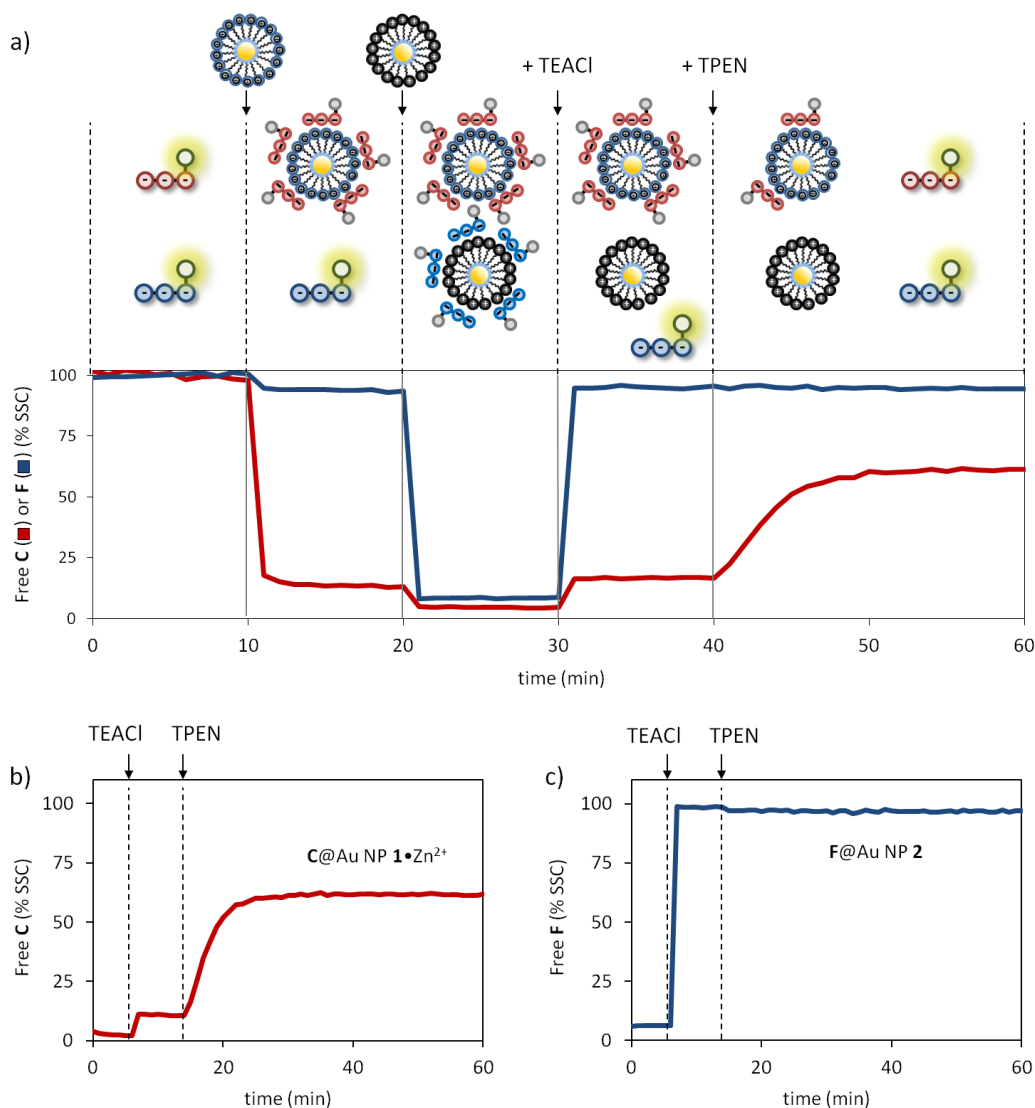 a)
+ TEACl
+ TPEN
100
75
50
25
0
Free C (■) or F (■) (% SSC)
0 10 20 30 40 50 60
time (min)
TEACl TPEN
b)
100
75
50
25
0
Free C (% SSC)
C@Au NP 1•Zn²⁺
0 20 40 60
time (min)
TEACl TPEN
c)
100
75
50
25
0
Free F (% SSC)
F@Au NP 2
0 20 40 60
time (min)